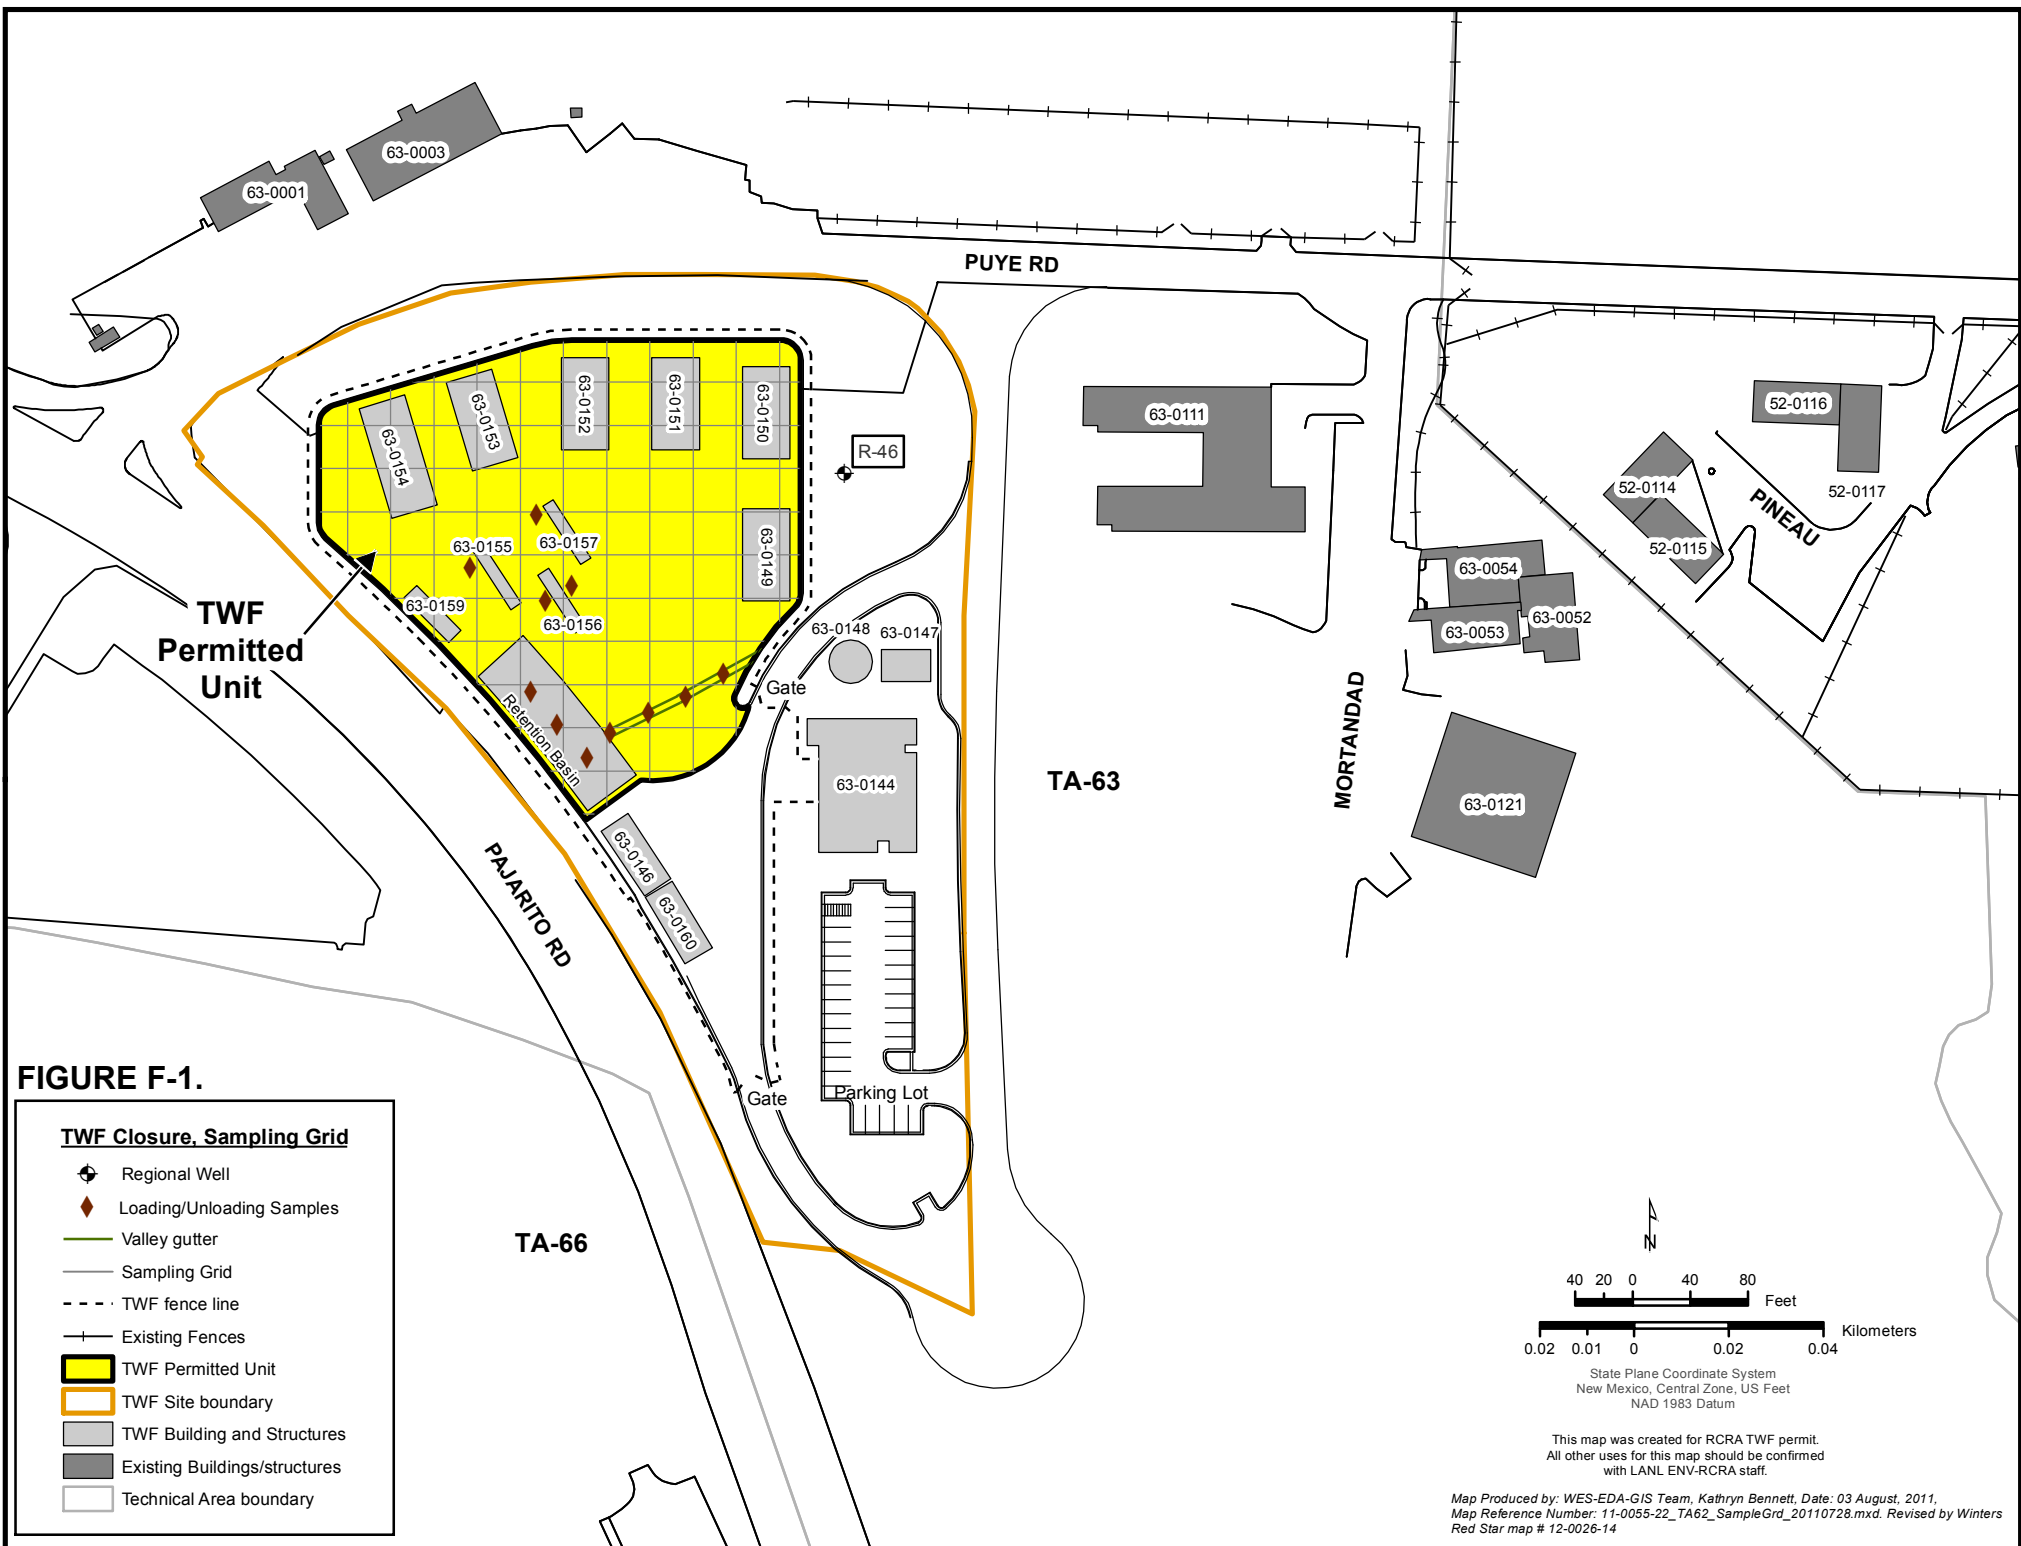 63-0003
63-0001
PUYE RD
63-0154
63-0153
63-0152
63-0151
63-0150
R-46
63-0111
52-0116
52-0117
52-0114
52-0115
PINEAU
63-0155
63-0157
63-0149
63-0159
63-0156
63-0054
63-0053
63-0052
TWF
Permitted
Unit
63-0148
63-0147
Gate
Retention Basin
63-0144
TA-63
MORTANDAD
63-0121
63-0146
63-0160
PAJARITO RD
Gate
Parking Lot
TA-66
FIGURE F-1.
TWF Closure, Sampling Grid
Regional Well
Loading/Unloading Samples
Valley gutter
Sampling Grid
TWF fence line
Existing Fences
TWF Permitted Unit
TWF Site boundary
TWF Building and Structures
Existing Buildings/structures
Technical Area boundary
N
40 20 0 40 80
Feet
Kilometers
0.02 0.01 0 0.02 0.04
State Plane Coordinate System
New Mexico, Central Zone, US Feet
NAD 1983 Datum
This map was created for RCRA TWF permit.
All other uses for this map should be confirmed
with LANL ENV-RCRA staff.
Map Produced by: WES-EDA-GIS Team, Kathryn Bennett, Date: 03 August, 2011,
Map Reference Number: 11-0055-22_TA62_SampleGrd_20110728.mxd. Revised by Winters
Red Star map # 12-0026-14